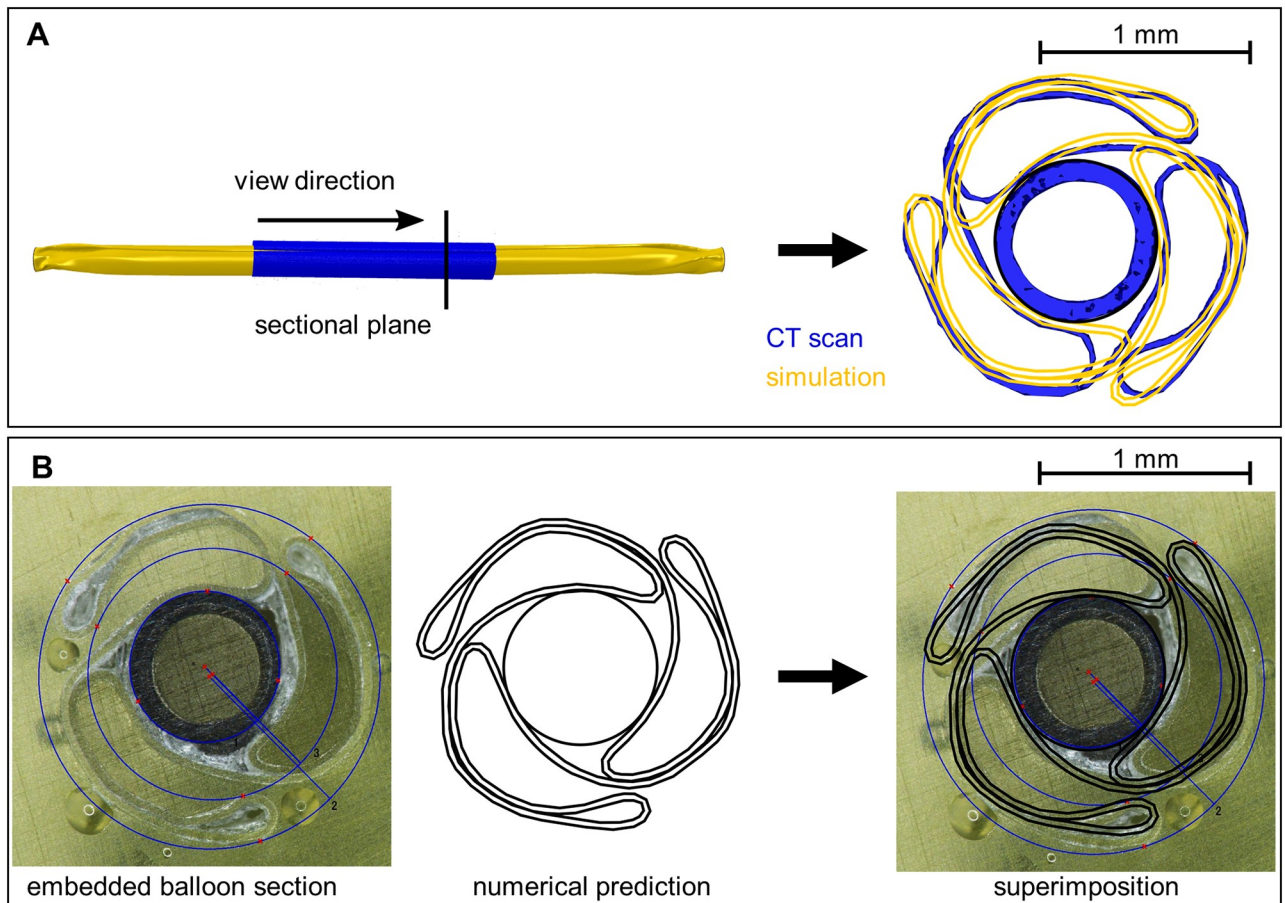 A
1 mm
view direction
sectional plane
CT scan
simulation
B
1 mm
1
3
2
2
embedded balloon section
numerical prediction
superimposition